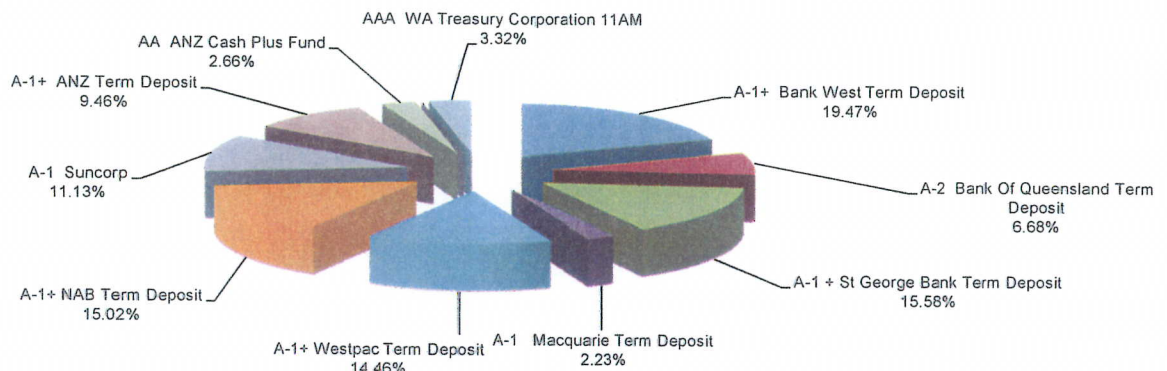 AAA WA Treasury Corporation 11AM
3.32%
AA ANZ Cash Plus Fund
2.66%
A-1+ ANZ Term Deposit
9.46%
A-1 Suncorp
11.13%
A-1+ NAB Term Deposit
15.02%
A-1+ Westpac Term Deposit
14.46%
A-1 Macquarie Term Deposit
2.23%
A-1 + St George Bank Term Deposit
15.58%
A-2 Bank Of Queensland Term
Deposit
6.68%
A-1+ Bank West Term Deposit
19.47%